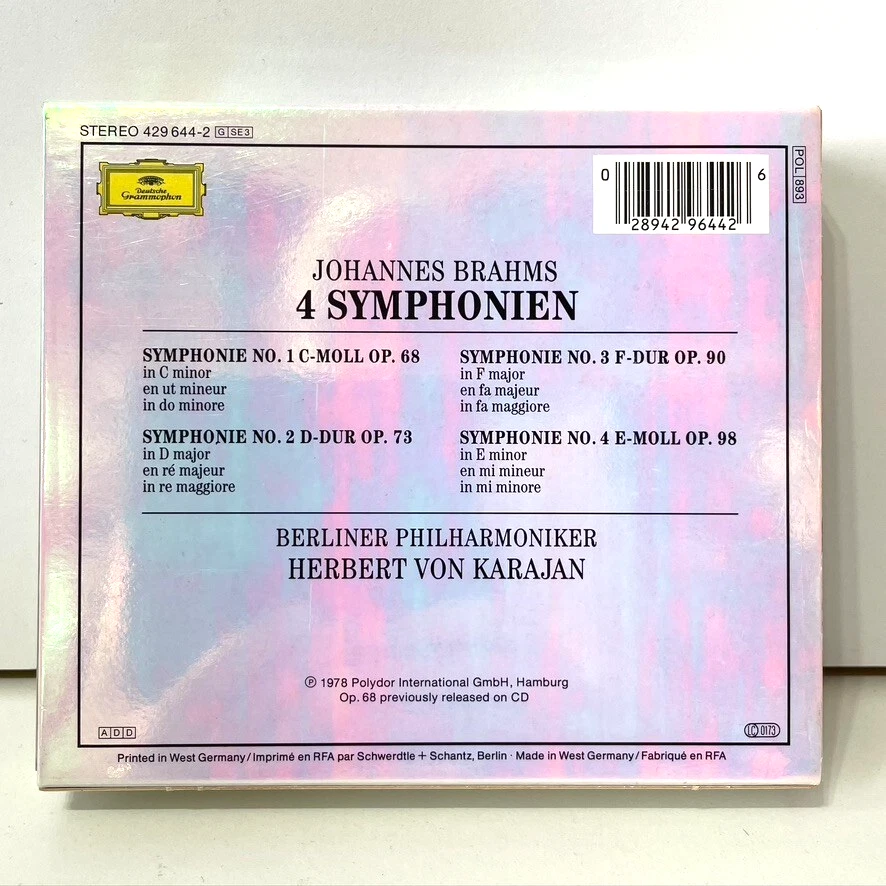 STEREO 429 644-2 G SE3
POL 893
Deutsche
Grammophon
0 28942 96442 6
JOHANNES BRAHMS
4 SYMPHONIEN
SYMPHONIE NO. 1 C-MOLL OP. 68
in C minor
en ut mineur
in do minore
SYMPHONIE NO. 2 D-DUR OP. 73
in D major
en ré majeur
in re maggiore
SYMPHONIE NO. 3 F-DUR OP. 90
in F major
en fa majeur
in fa maggiore
SYMPHONIE NO. 4 E-MOLL OP. 98
in E minor
en mi mineur
in mi minore
BERLINER PHILHARMONIKER
HERBERT VON KARAJAN
℗ 1978 Polydor International GmbH, Hamburg
Op. 68 previously released on CD
ADD
LC 0173
Printed in West Germany/Imprimé en RFA par Schwerdtle + Schantz, Berlin · Made in West Germany/Fabriqué en RFA